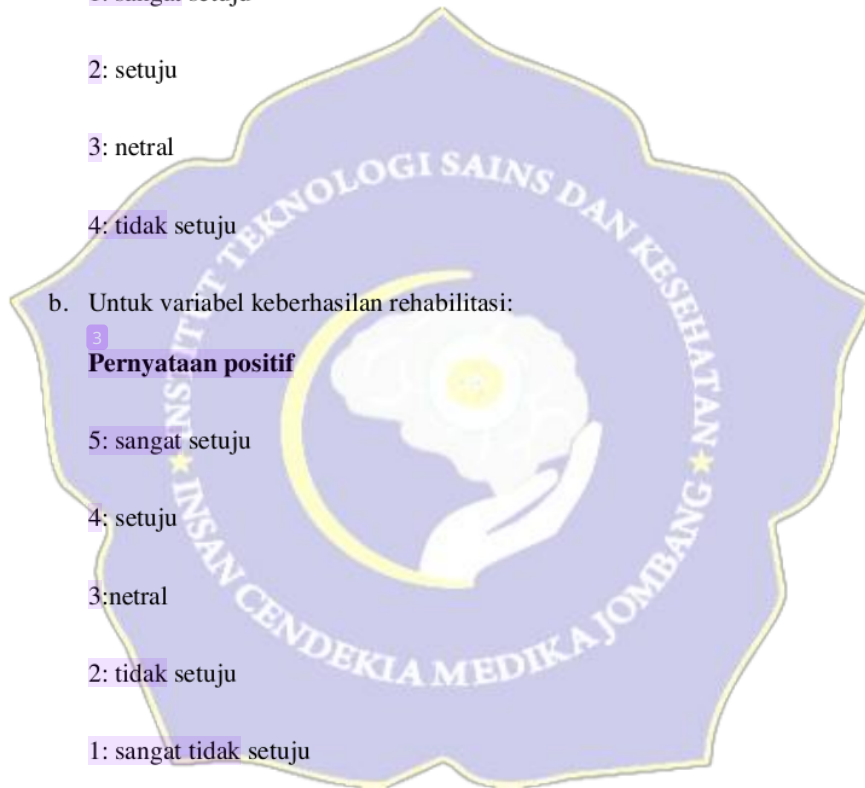 2: setuju
3: netral
4: tidak setuju
b. Untuk variabel keberhasilan rehabilitasi:
3
Pernyataan positif
5: sangat setuju
4: setuju
3:netral
2: tidak setuju
1: sangat tidak setuju
INSTITUT TEKNOLOGI SAINS DAN KESEHATAN
INSAN CENDEKIA MEDIKA JOMBANG